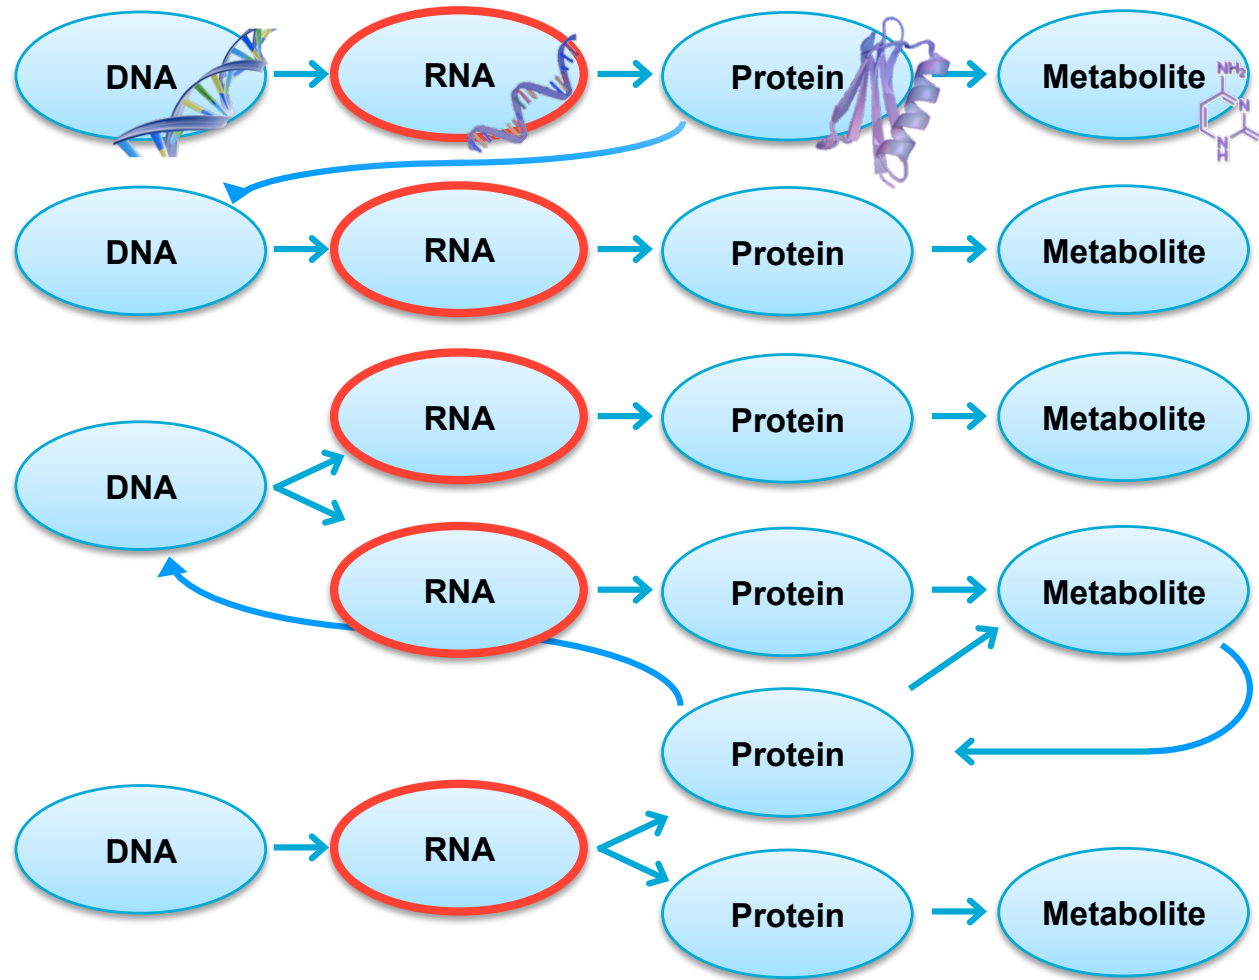 DNA
RNA
Protein
Metabolite
NH₂
N
N
H
DNA
RNA
Protein
Metabolite
RNA
Protein
Metabolite
DNA
RNA
Protein
Metabolite
Protein
DNA
RNA
Protein
Metabolite